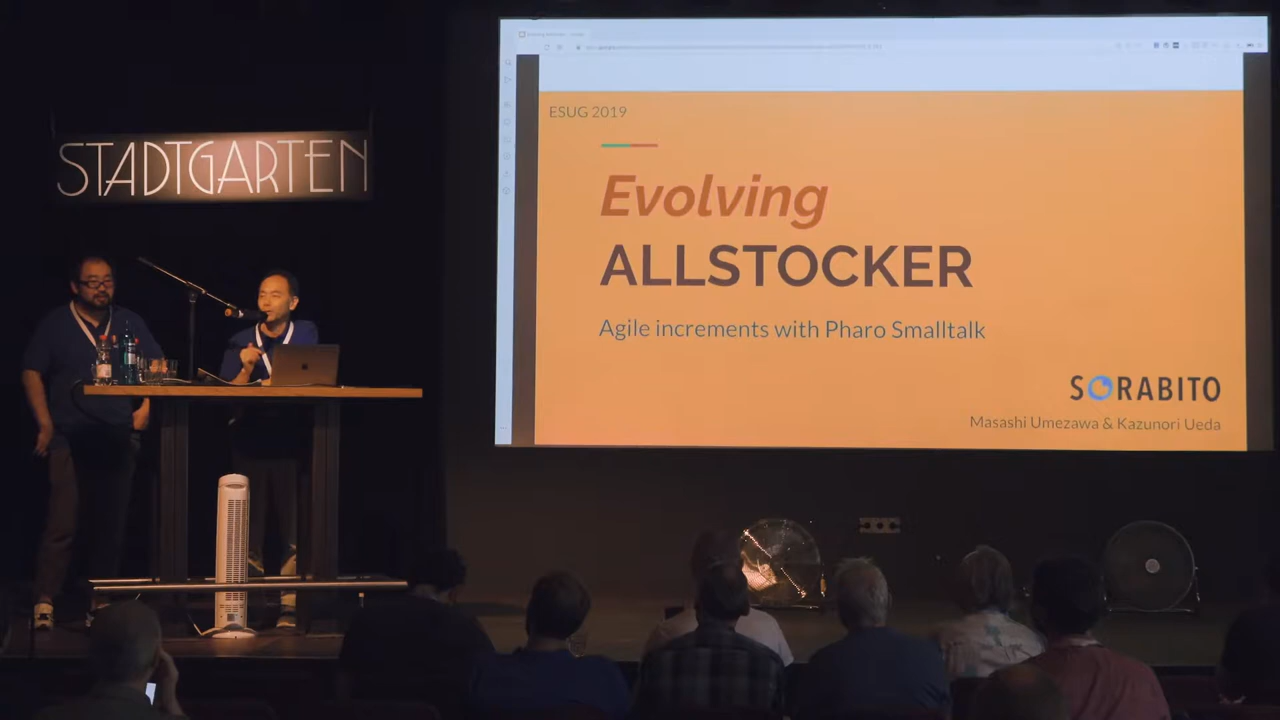 STADTGARTEN
ESUG 2019
Evolving
ALLSTOCKER
Agile increments with Pharo Smalltalk
SORABITO
Masashi Umezawa & Kazunori Ueda